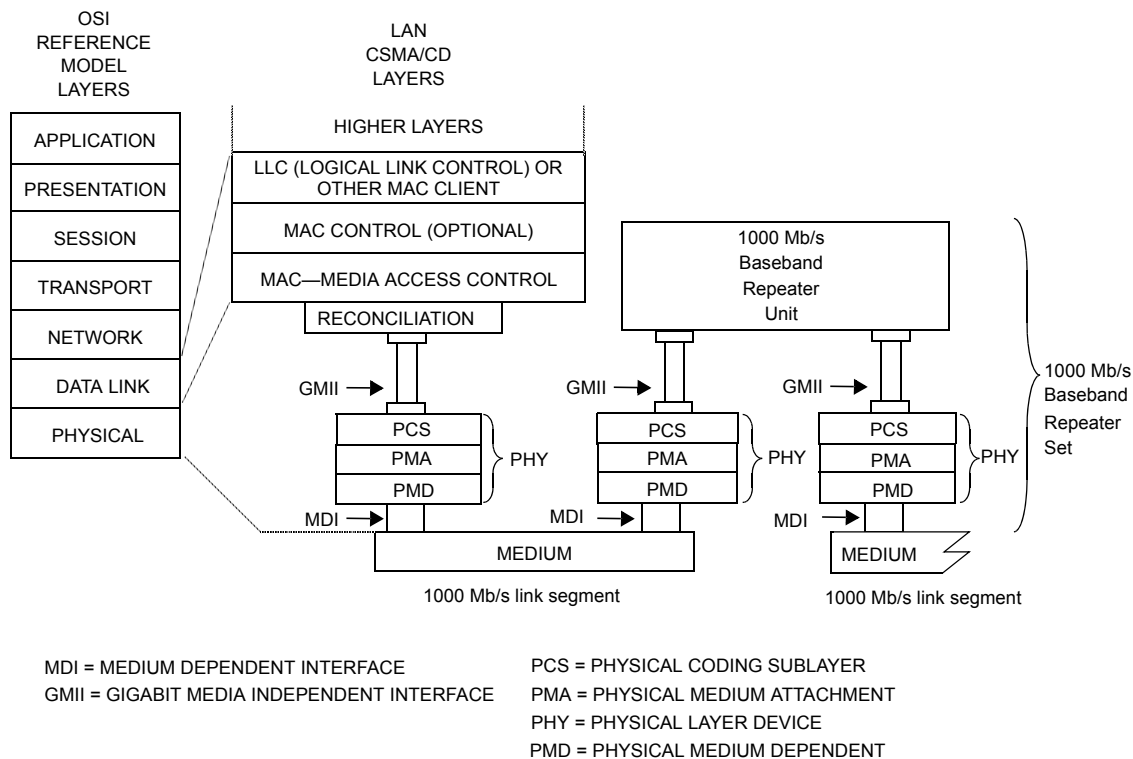 OSI
REFERENCE
MODEL
LAYERS
APPLICATION
PRESENTATION
SESSION
TRANSPORT
NETWORK
DATA LINK
PHYSICAL
LAN
CSMA/CD
LAYERS
HIGHER LAYERS
LLC (LOGICAL LINK CONTROL) OR
OTHER MAC CLIENT
MAC CONTROL (OPTIONAL)
MAC—MEDIA ACCESS CONTROL
RECONCILIATION
GMII
PCS
PMA
PMD
PHY
MDI
1000 Mb/s
Baseband
Repeater
Unit
GMII
PCS
PMA
PMD
PHY
MDI
GMII
PCS
PMA
PMD
PHY
MDI
1000 Mb/s
Baseband
Repeater
Set
MEDIUM
MEDIUM
1000 Mb/s link segment
1000 Mb/s link segment
MDI = MEDIUM DEPENDENT INTERFACE
GMII = GIGABIT MEDIA INDEPENDENT INTERFACE
PCS = PHYSICAL CODING SUBLAYER
PMA = PHYSICAL MEDIUM ATTACHMENT
PHY = PHYSICAL LAYER DEVICE
PMD = PHYSICAL MEDIUM DEPENDENT